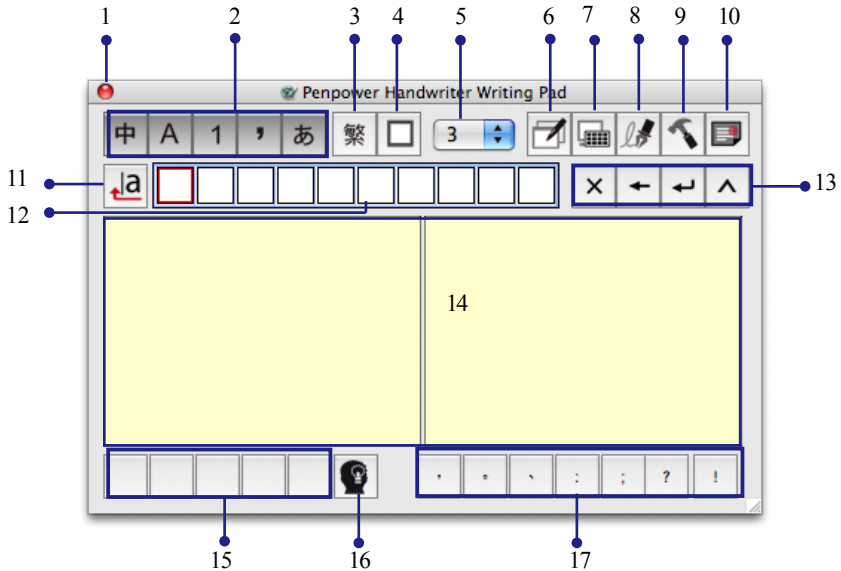 1 2 3 4 5 6 7 8 9 10
Penpower Handwriter Writing Pad
中 A 1 , あ 繁 3
11 a
12 13
14
, 。 、 : ; ? !
15 16 17